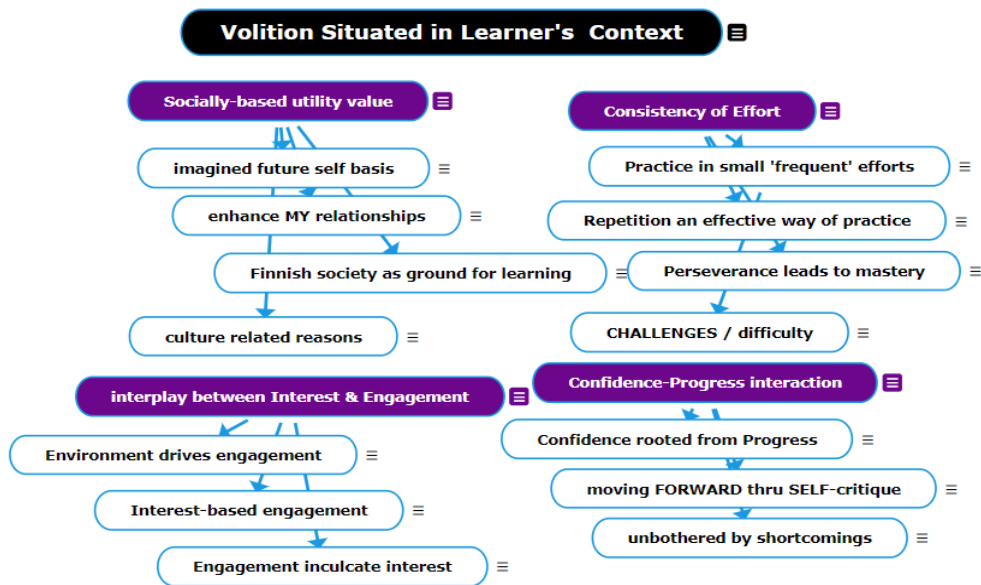 Volition Situated in Learner's Context
Socially-based utility value
imagined future self basis
enhance MY relationships
Finnish society as ground for learning
culture related reasons
Consistency of Effort
Practice in small 'frequent' efforts
Repetition an effective way of practice
Perseverance leads to mastery
CHALLENGES / difficulty
interplay between Interest & Engagement
Environment drives engagement
Interest-based engagement
Engagement inculcate interest
Confidence-Progress interaction
Confidence rooted from Progress
moving FORWARD thru SELF-critique
unbothered by shortcomings